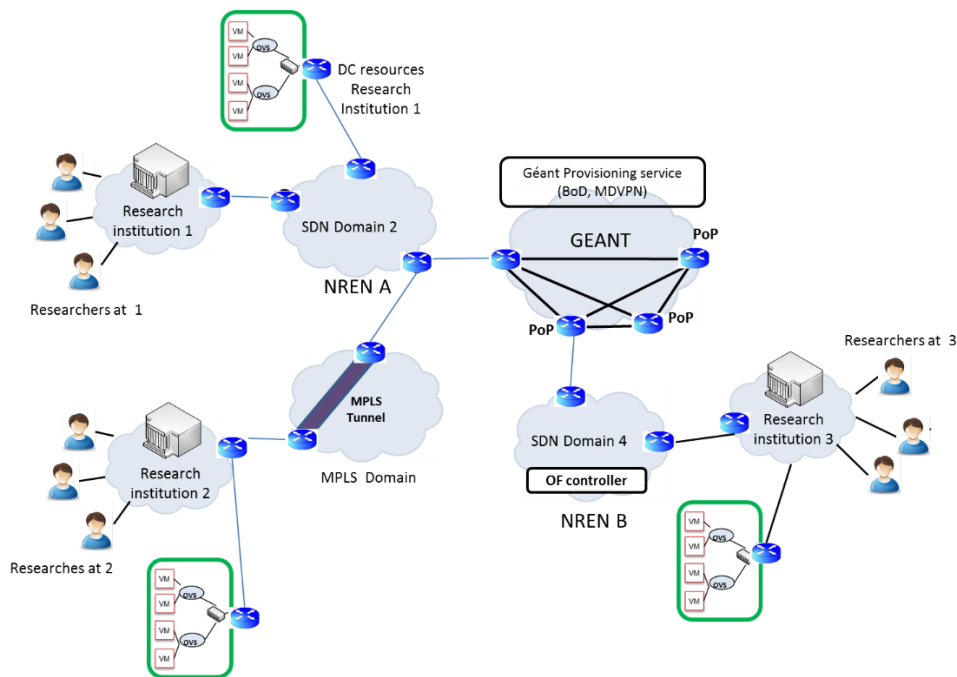 VM
VM
VM
VM
OVS
OVS
DC resources
Research
Institution 1
Research
institution 1
Researchers at 1
SDN Domain 2
NREN A
Géant Provisioning service
(BoD, MDVPN)
GEANT
PoP
PoP
PoP
MPLS
Tunnel
MPLS Domain
Research
institution 2
Researches at 2
VM
VM
VM
VM
OVS
OVS
SDN Domain 4
OF controller
NREN B
Researchers at 3
Research
institution 3
VM
VM
VM
VM
OVS
OVS